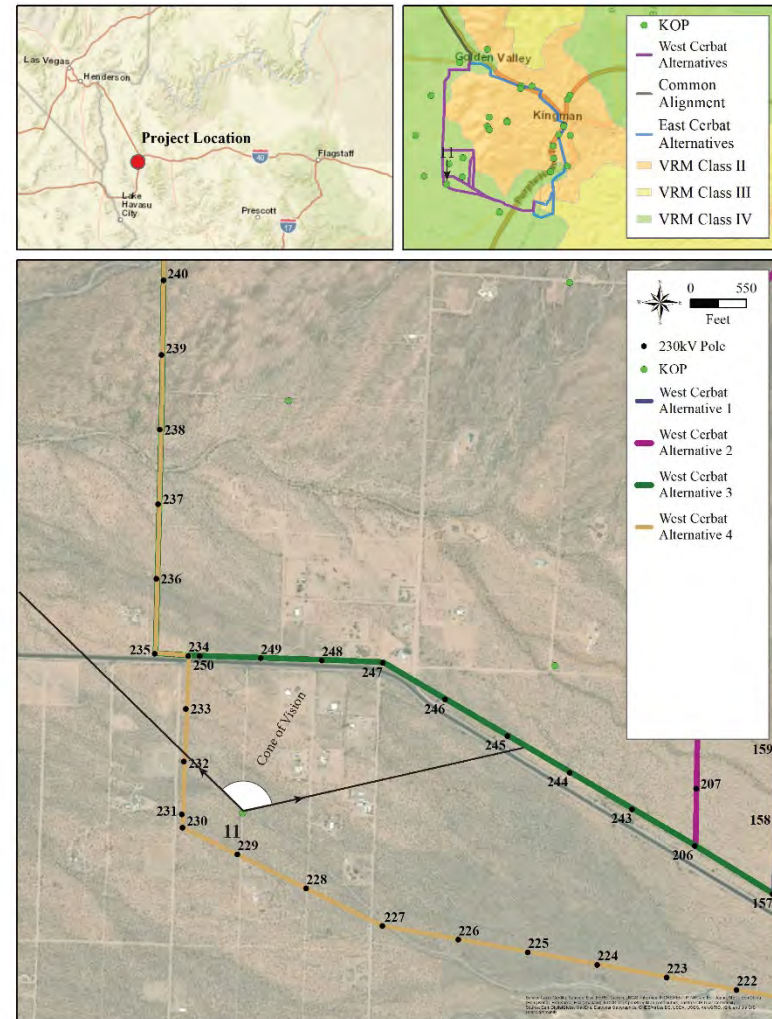 Las Vegas
Henderson
Project Location
40
Flagstaff
Lake
Havasu
City
Prescott
17
Golden Valley
Kingman
11
KOP
West Cerbat
Alternatives
Common
Alignment
East Cerbat
Alternatives
VRM Class II
VRM Class III
VRM Class IV
240
239
238
237
236
235
234
250
249
248
247
246
245
244
243
233
232
231
230
229
228
227
226
225
224
223
222
Cone of Vision
11
207
206
159
158
157
N
0
550
Feet
230kV Pole
KOP
West Cerbat
Alternative 1
West Cerbat
Alternative 2
West Cerbat
Alternative 3
West Cerbat
Alternative 4